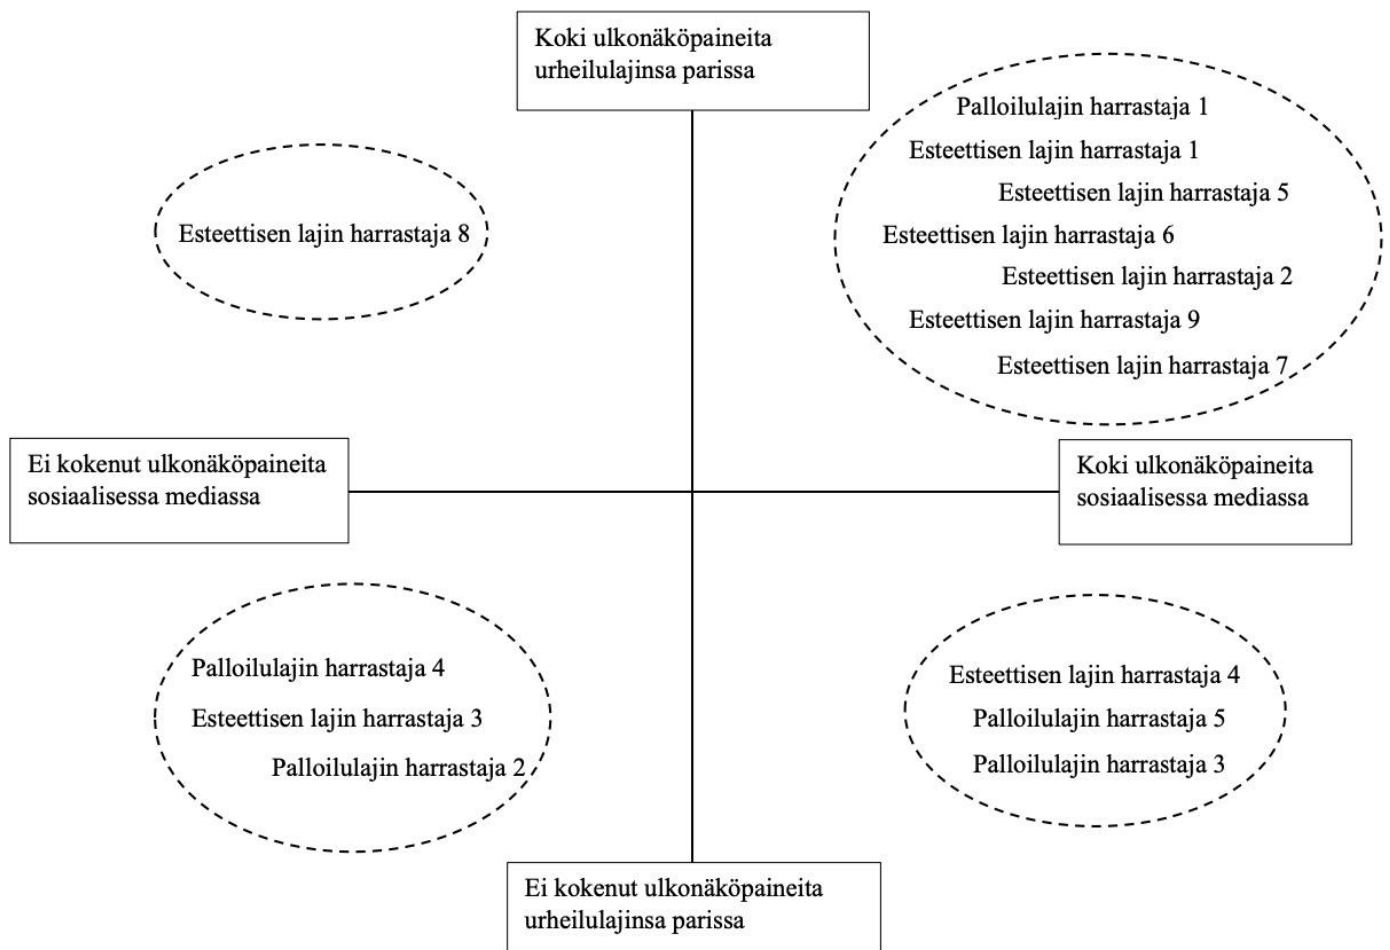 Koki ulkonäköpaineita
urheilulajinsa parissa
Palloilulajin harrastaja 1
Esteettisen lajin harrastaja 1
Esteettisen lajin harrastaja 5
Esteettisen lajin harrastaja 8
Esteettisen lajin harrastaja 6
Esteettisen lajin harrastaja 2
Esteettisen lajin harrastaja 9
Esteettisen lajin harrastaja 7
Ei kokenut ulkonäköpaineita
sosiaalisessa mediassa
Koki ulkonäköpaineita
sosiaalisessa mediassa
Palloilulajin harrastaja 4
Esteettisen lajin harrastaja 3
Palloilulajin harrastaja 2
Esteettisen lajin harrastaja 4
Palloilulajin harrastaja 5
Palloilulajin harrastaja 3
Ei kokenut ulkonäköpaineita
urheilulajinsa parissa